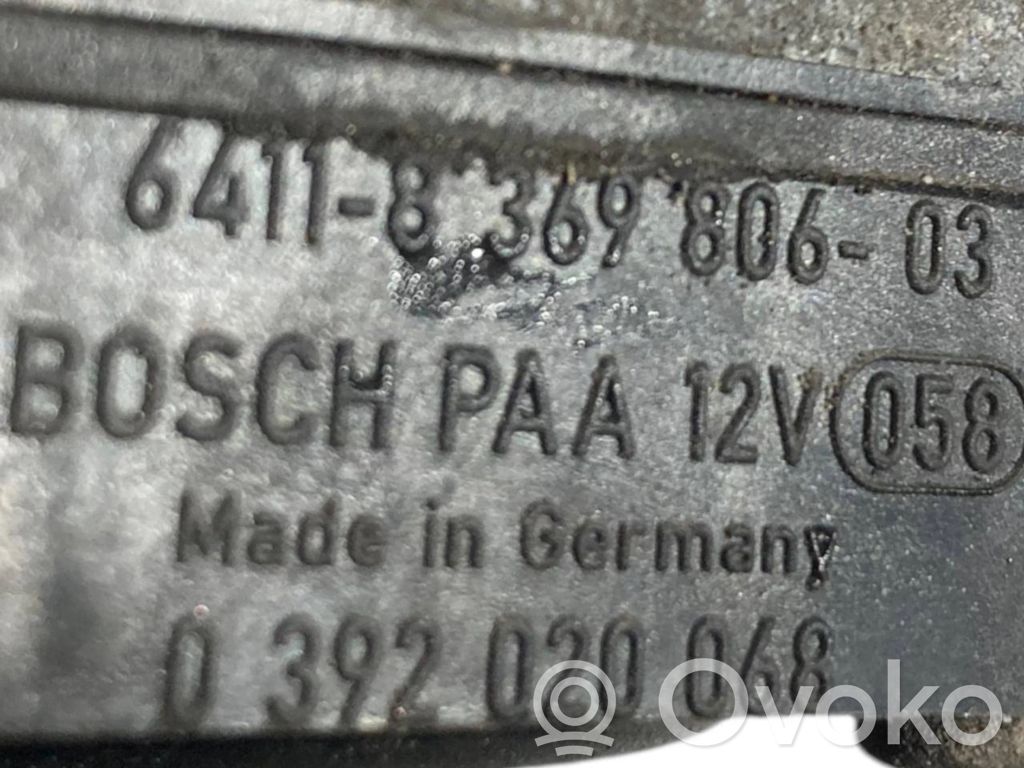 6411-8 369 806-03
BOSCH PAA 12V 058
Made in Germany
0 392 020 068
Ovoko